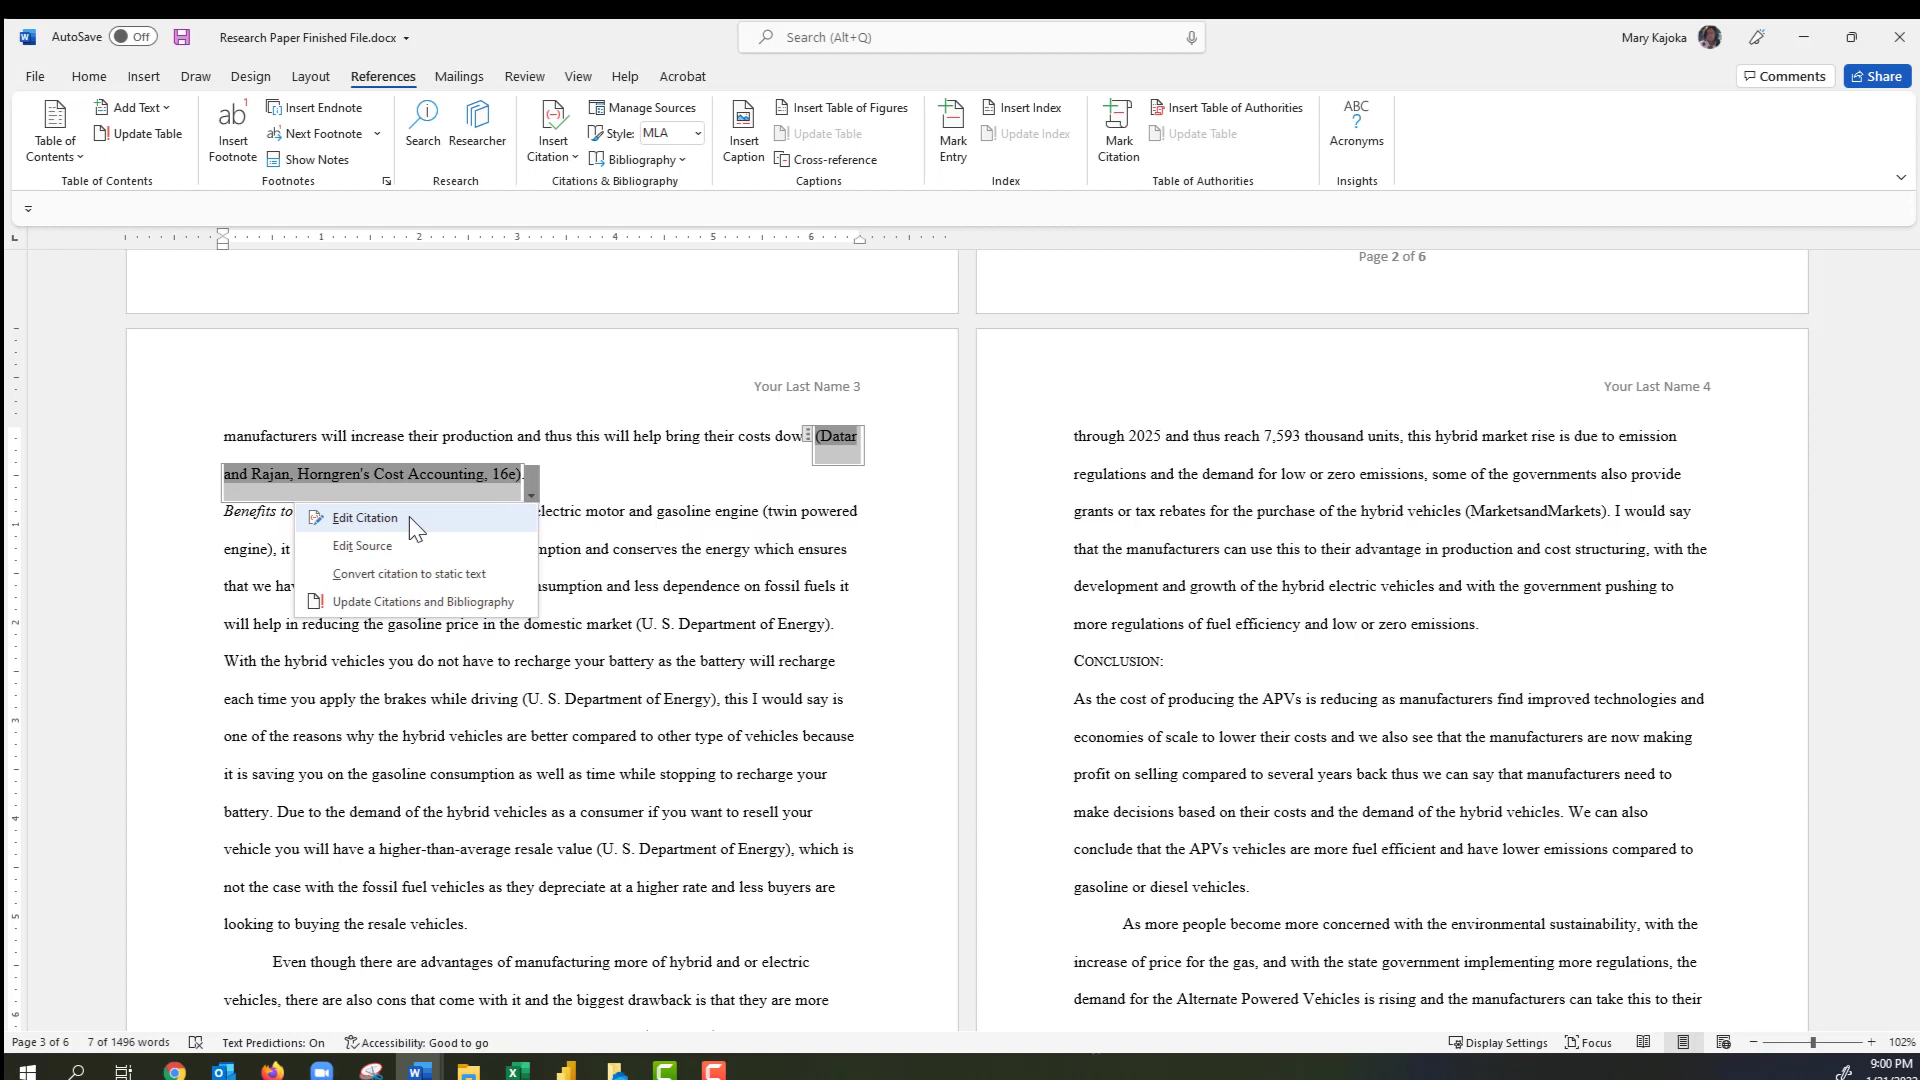 AutoSave Off Research Paper Finished File.docx Search (Alt+Q) Mary Kajoka
File Home Insert Draw Design Layout References Mailings Review View Help Acrobat Comments Share
Table of Contents
Add Text
Update Table
Table of Contents
ab 1
Insert Footnote
Insert Endnote
Next Footnote
Show Notes
Footnotes
Search
Researcher
Research
Insert Citation
Manage Sources
Style: MLA
Bibliography
Citations & Bibliography
Insert Caption
Insert Table of Figures
Update Table
Cross-reference
Captions
Mark Entry
Insert Index
Update Index
Index
Mark Citation
Insert Table of Authorities
Update Table
Table of Authorities
ABC
?
Acronyms
Insights
1 2 3 4 5 6
Page 2 of 6
Your Last Name 3
manufacturers will increase their production and thus this will help bring their costs dow (Datar
and Rajan, Horngren's Cost Accounting, 16e).
Benefits to lectric motor and gasoline engine (twin powered
engine), it mption and conserves the energy which ensures
that we hav nsumption and less dependence on fossil fuels it
will help in reducing the gasoline price in the domestic market (U. S. Department of Energy).
With the hybrid vehicles you do not have to recharge your battery as the battery will recharge
each time you apply the brakes while driving (U. S. Department of Energy), this I would say is
one of the reasons why the hybrid vehicles are better compared to other type of vehicles because
it is saving you on the gasoline consumption as well as time while stopping to recharge your
battery. Due to the demand of the hybrid vehicles as a consumer if you want to resell your
vehicle you will have a higher-than-average resale value (U. S. Department of Energy), which is
not the case with the fossil fuel vehicles as they depreciate at a higher rate and less buyers are
looking to buying the resale vehicles.
Even though there are advantages of manufacturing more of hybrid and or electric
vehicles, there are also cons that come with it and the biggest drawback is that they are more
Edit Citation
Edit Source
Convert citation to static text
Update Citations and Bibliography
Your Last Name 4
through 2025 and thus reach 7,593 thousand units, this hybrid market rise is due to emission
regulations and the demand for low or zero emissions, some of the governments also provide
grants or tax rebates for the purchase of the hybrid vehicles (MarketsandMarkets). I would say
that the manufacturers can use this to their advantage in production and cost structuring, with the
development and growth of the hybrid electric vehicles and with the government pushing to
more regulations of fuel efficiency and low or zero emissions.
CONCLUSION:
As the cost of producing the APVs is reducing as manufacturers find improved technologies and
economies of scale to lower their costs and we also see that the manufacturers are now making
profit on selling compared to several years back thus we can say that manufacturers need to
make decisions based on their costs and the demand of the hybrid vehicles. We can also
conclude that the APVs vehicles are more fuel efficient and have lower emissions compared to
gasoline or diesel vehicles.
As more people become more concerned with the environmental sustainability, with the
increase of price for the gas, and with the state government implementing more regulations, the
demand for the Alternate Powered Vehicles is rising and the manufacturers can take this to their
Page 3 of 6 7 of 1496 words Text Predictions: On Accessibility: Good to go Display Settings Focus 102%
9:00 PM